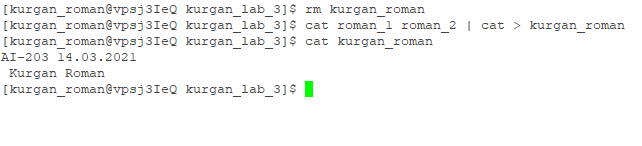 [kurgan_roman@vpsj3IeQ kurgan_lab_3]$ rm kurgan_roman
[kurgan_roman@vpsj3IeQ kurgan_lab_3]$ cat roman_1 roman_2 | cat > kurgan_roman
[kurgan_roman@vpsj3IeQ kurgan_lab_3]$ cat kurgan_roman
AI-203 14.03.2021
 Kurgan Roman
[kurgan_roman@vpsj3IeQ kurgan_lab_3]$